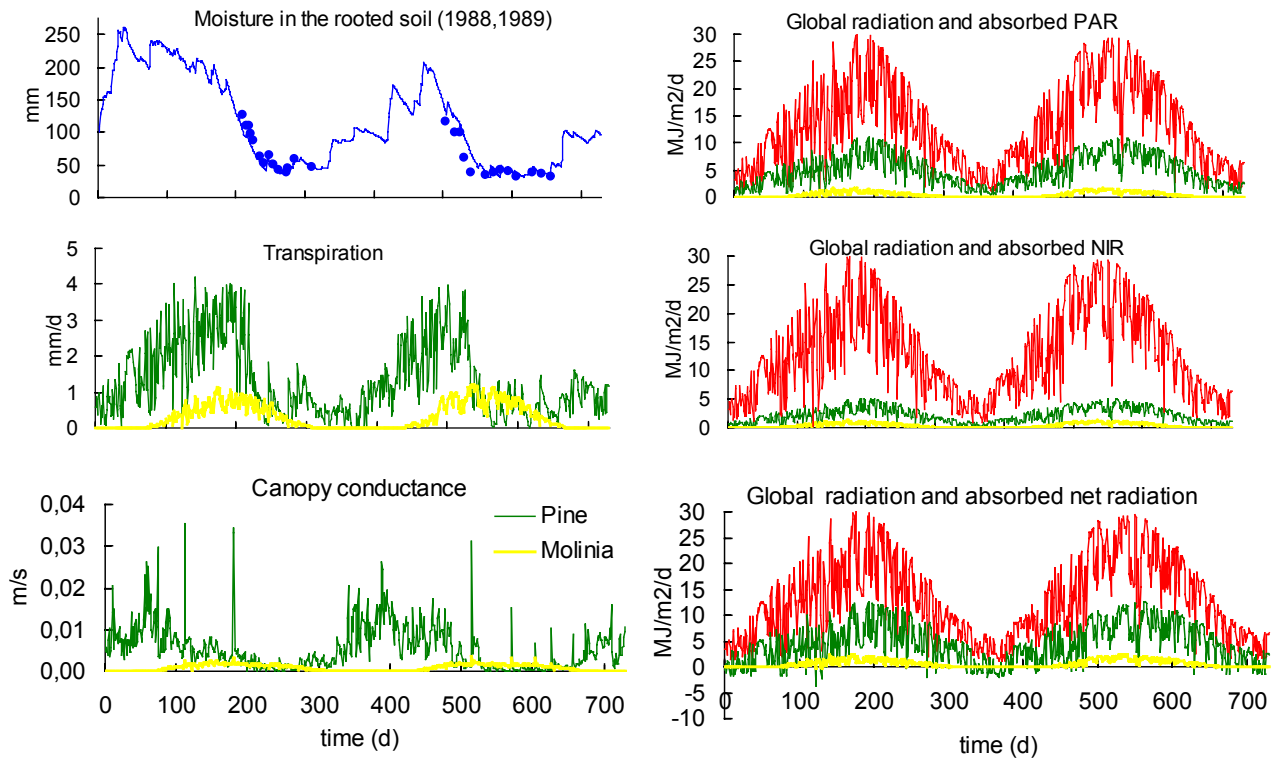 Moisture in the rooted soil (1988,1989)
250
200
150
100
50
0
mm
Transpiration
5
4
3
2
1
0
mm/d
Canopy conductance
0,04
0,03
0,02
0,01
0,00
m/s
Pine
Molinia
0 100 200 300 400 500 600 700
time (d)
Global radiation and absorbed PAR
30
25
20
15
10
5
0
MJ/m2/d
Global radiation and absorbed NIR
30
25
20
15
10
5
0
MJ/m2/d
Global radiation and absorbed net radiation
30
25
20
15
10
5
0
-5
-10
MJ/m2/d
0 100 200 300 400 500 600 700
time (d)